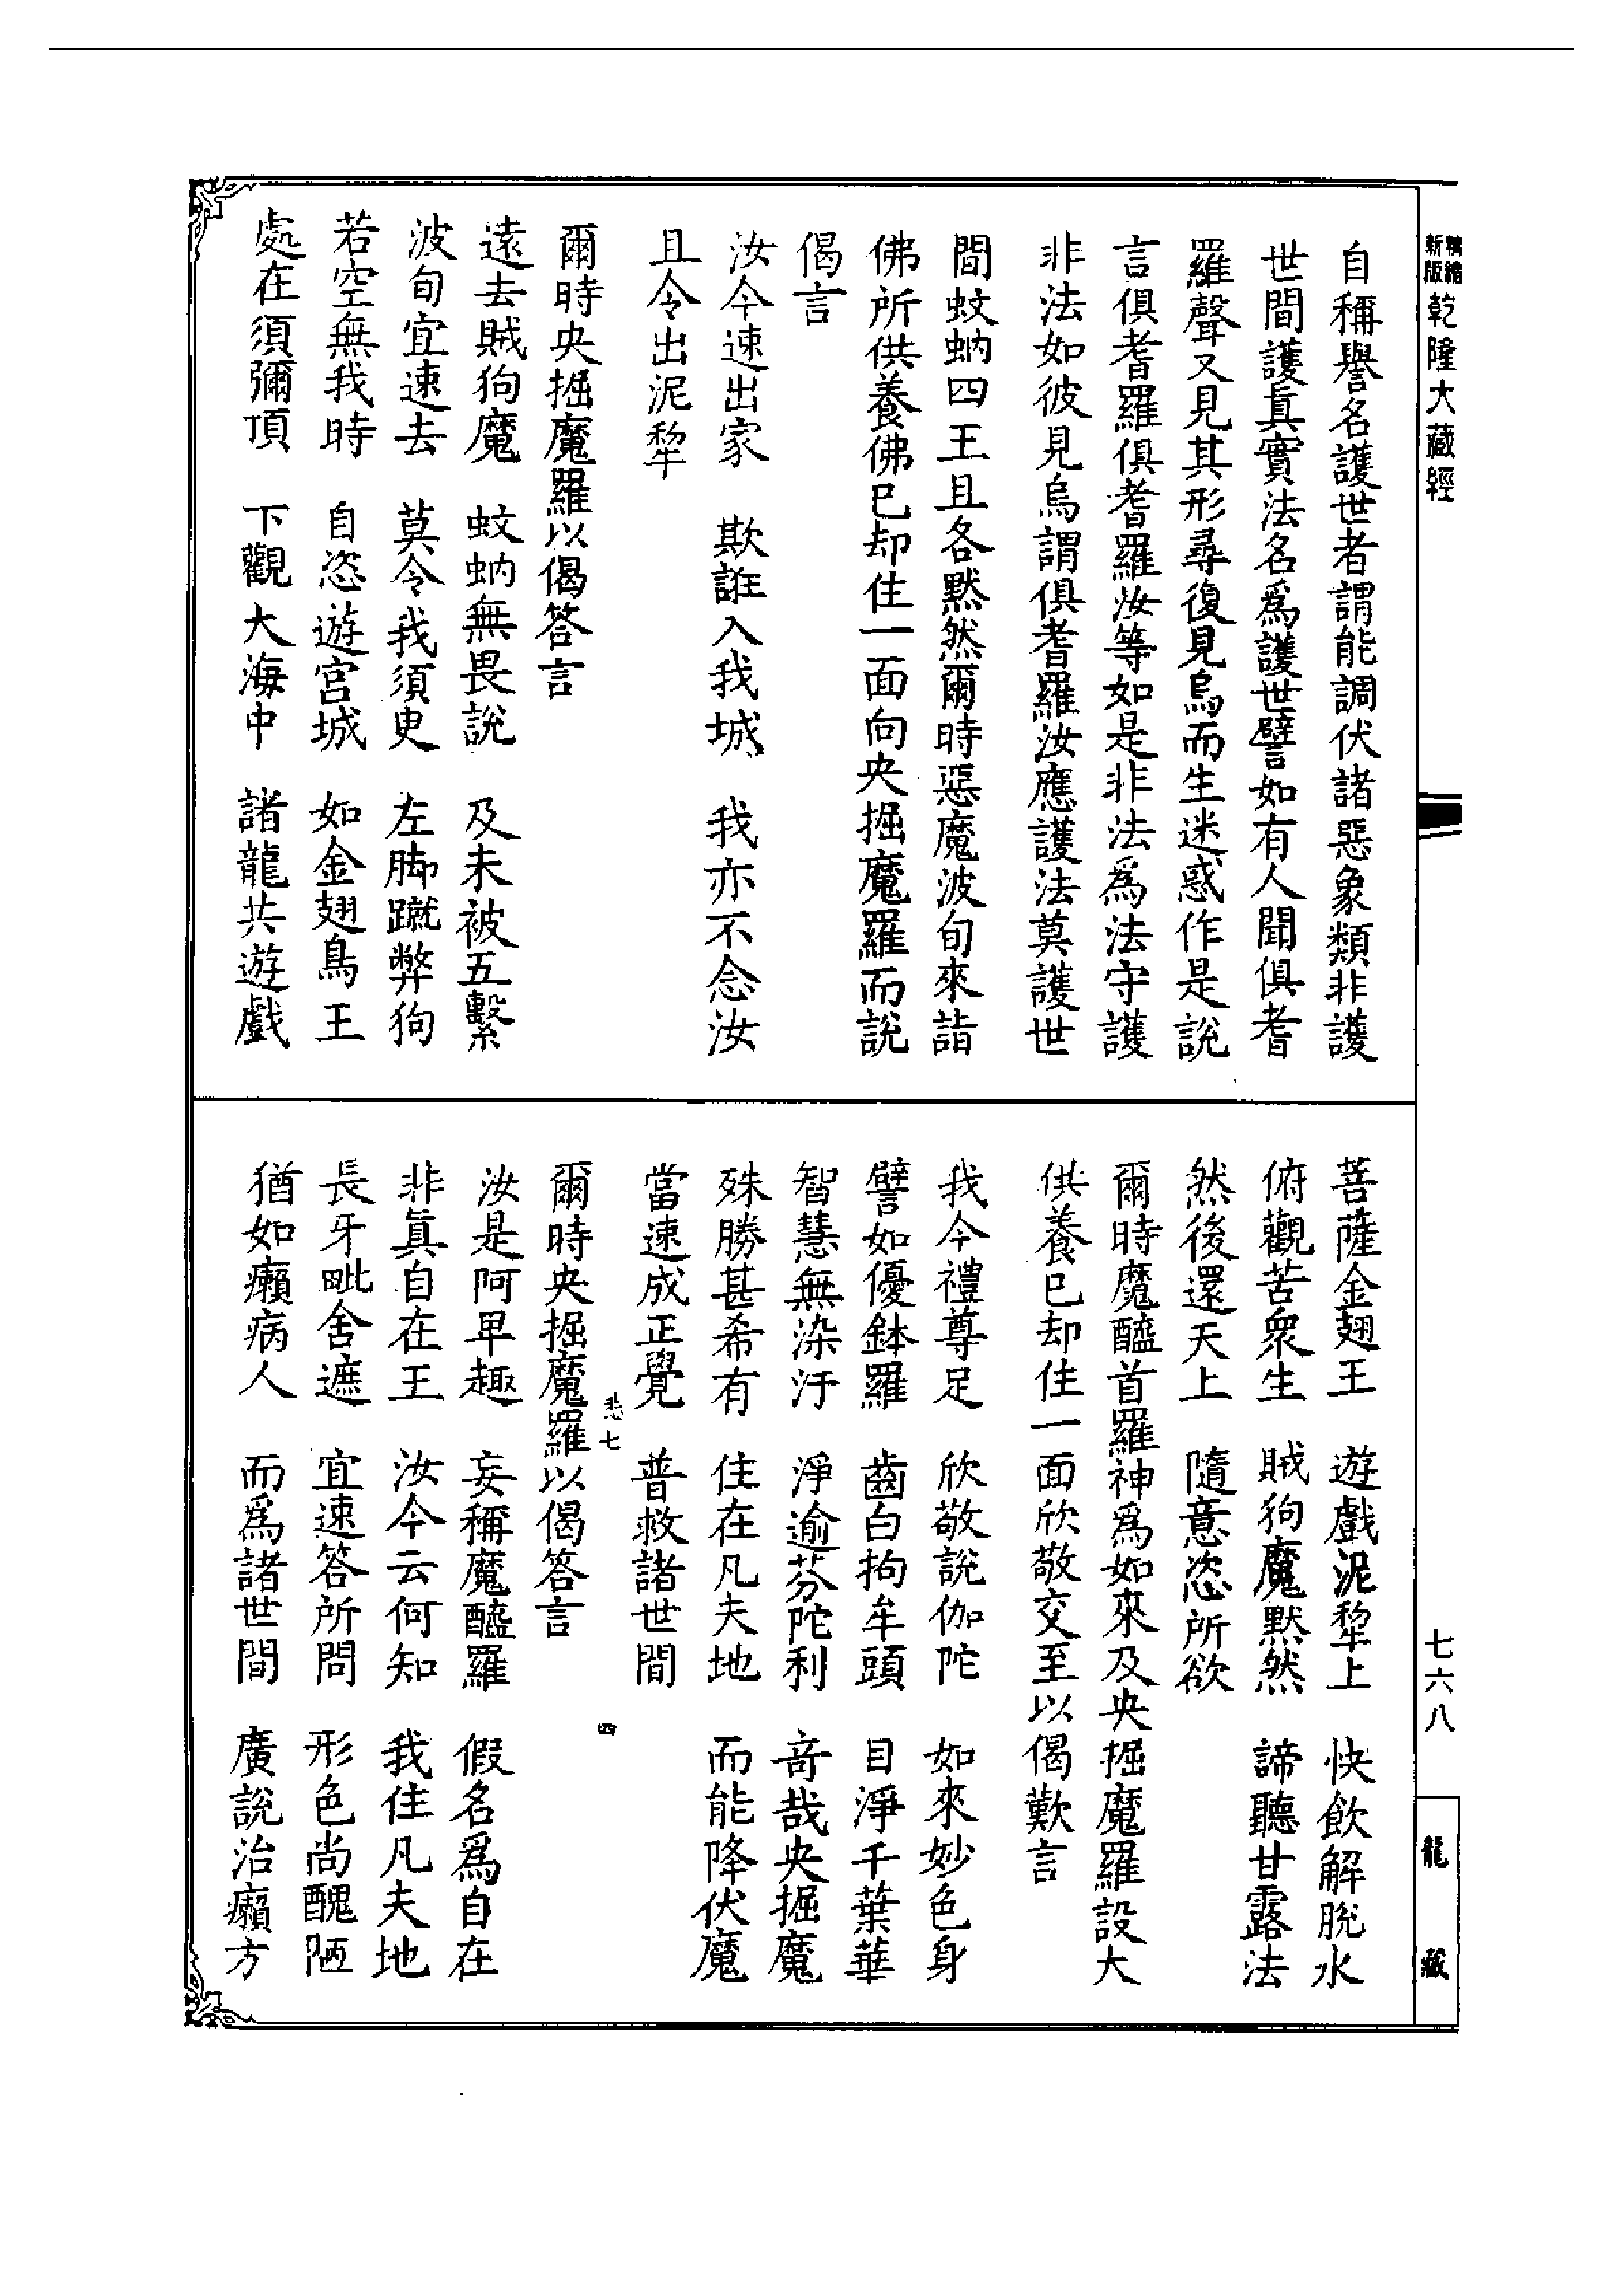 精縮新版乾隆大藏經
自稱譽名護世者謂能調伏諸惡象類非護
世間護眞實法名爲護世譬如有人聞俱耆
羅聲又見其形尋復見烏而生迷惑作是說
言俱耆羅俱耆羅汝等如是非法爲法守護
非法如彼見烏謂俱耆羅汝應護法莫護世
間蚊蚋四王且各黙然爾時惡魔波旬來詣
佛所供養佛已却住一面向央掘魔羅而說
偈言
汝今速出家　欺誑入我城　我亦不念汝
且令出泥犂
爾時央掘魔羅以偈答言
遠去賊狗魔　蚊蚋無畏說　及未被五繫
波旬宜速去　莫令我須臾　左脚蹴弊狗
若空無我時　自恣遊宮城　如金翅鳥王
處在須彌頂　下觀大海中　諸龍共遊戲
菩薩金翅王　遊戲泥犂上　快飲解脫水
俯觀苦衆生　賊狗魔默然　諦聽甘露法
然後還天上　隨意恣所欲
爾時魔醯首羅神爲如來及央掘魔羅設大
供養已却住一面欣敬交至以偈歎言
我今禮尊足　欣敬說伽陀　如來妙色身
譬如優鉢羅　齒白拘牟頭　目淨千葉華
智慧無染汙　淨逾芬陀利　奇哉央掘魔
殊勝甚希有　住在凡夫地　而能降伏魔
當速成正覺　普救諸世間
悲七　四
爾時央掘魔羅以偈答言
汝是阿卑趣　妄稱魔醯羅　假名爲自在
非眞自在王　汝今云何知　我住凡夫地
長牙毗舍遮　宜速答所問　形色尚醜陋
猶如癩病人　而爲諸世間　廣說治癩方
七六八
龍藏